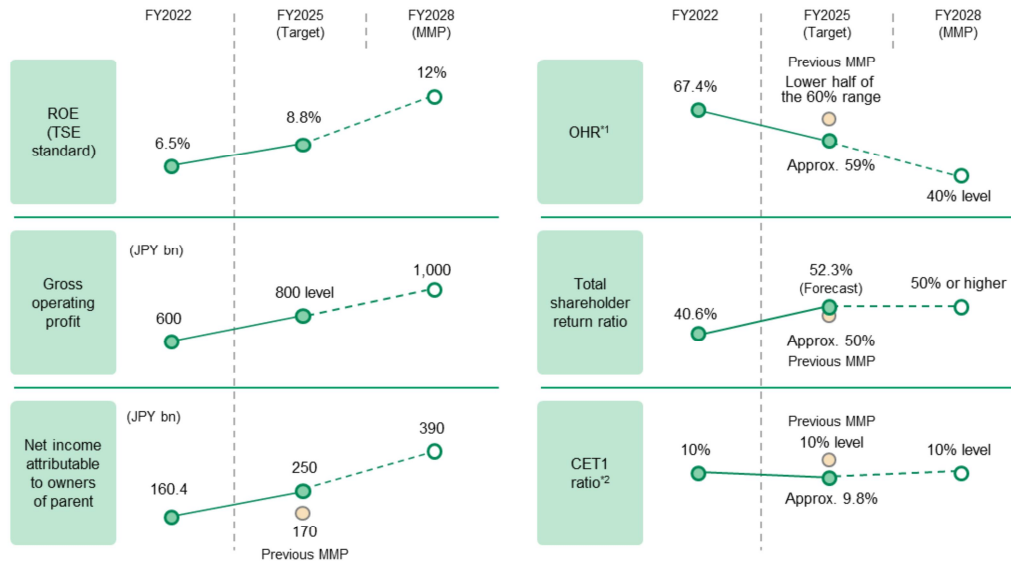 FY2022
FY2025
(Target)
FY2028
(MMP)
ROE
(TSE
standard)
6.5%
8.8%
12%
Gross
operating
profit
(JPY bn)
600
800 level
1,000
Net income
attributable
to owners
of parent
(JPY bn)
160.4
250
170
Previous MMP
390
FY2022
FY2025
(Target)
FY2028
(MMP)
OHR*1
67.4%
Previous MMP
Lower half of
the 60% range
Approx. 59%
40% level
Total
shareholder
return ratio
40.6%
52.3%
(Forecast)
Approx. 50%
Previous MMP
50% or higher
CET1
ratio*2
10%
Previous MMP
10% level
Approx. 9.8%
10% level